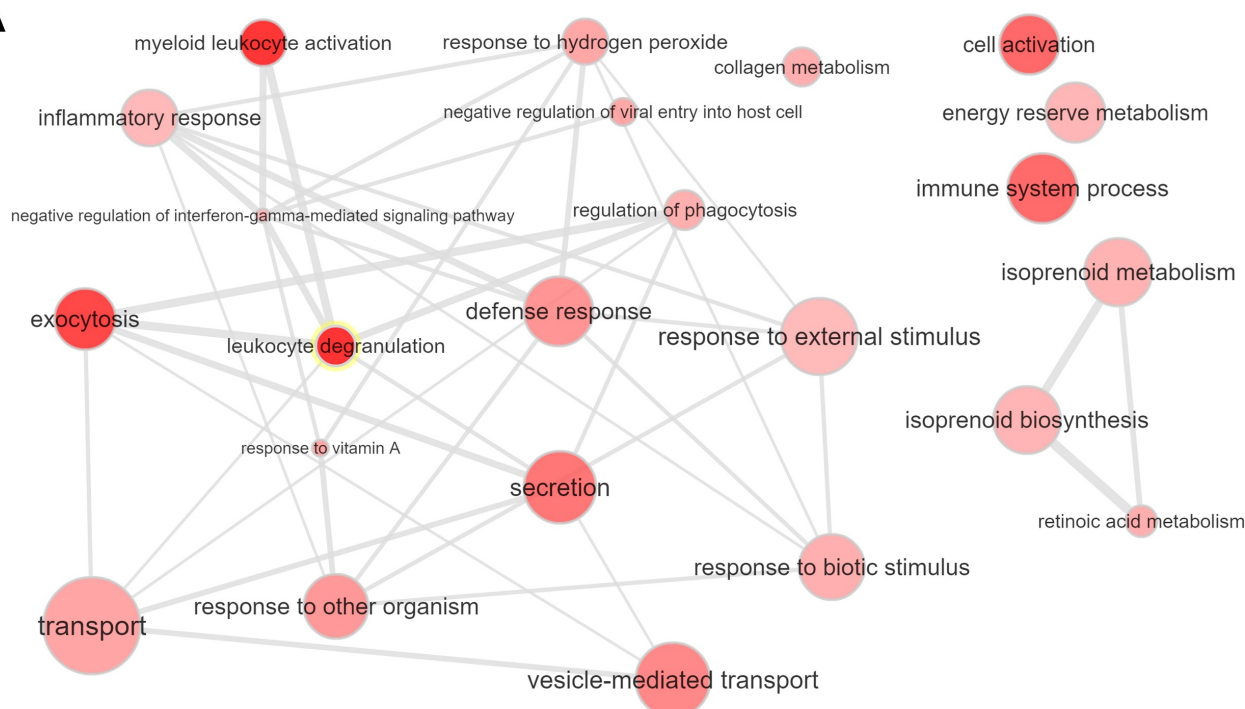 A
myeloid leukocyte activation
response to hydrogen peroxide
cell activation
collagen metabolism
inflammatory response
negative regulation of viral entry into host cell
energy reserve metabolism
immune system process
negative regulation of interferon-gamma-mediated signaling pathway
regulation of phagocytosis
isoprenoid metabolism
exocytosis
defense response
leukocyte degranulation
response to external stimulus
isoprenoid biosynthesis
response to vitamin A
secretion
retinoic acid metabolism
response to biotic stimulus
response to other organism
transport
vesicle-mediated transport